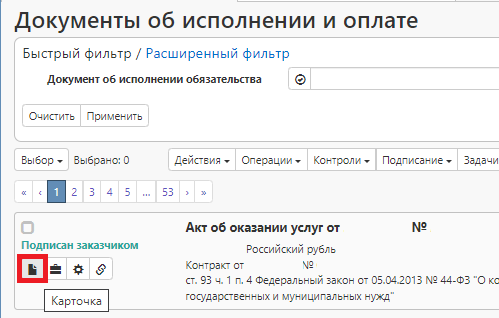 Документы об исполнении и оплате
Быстрый фильтр / Расширенный фильтр
Документ об исполнении обязательства
Очистить Применить
Выбор Выбрано: 0 Действия Операции Контроли Подписание Задачи
« ‹ 1 2 3 4 5 ... 53 › »
Акт об оказании услуг от №
Подписан заказчиком
Российский рубль
Контракт от №
ст. 93 ч. 1 п. 4 Федеральный закон от 05.04.2013 № 44-ФЗ "О ко
государственных и муниципальных нужд"
Карточка